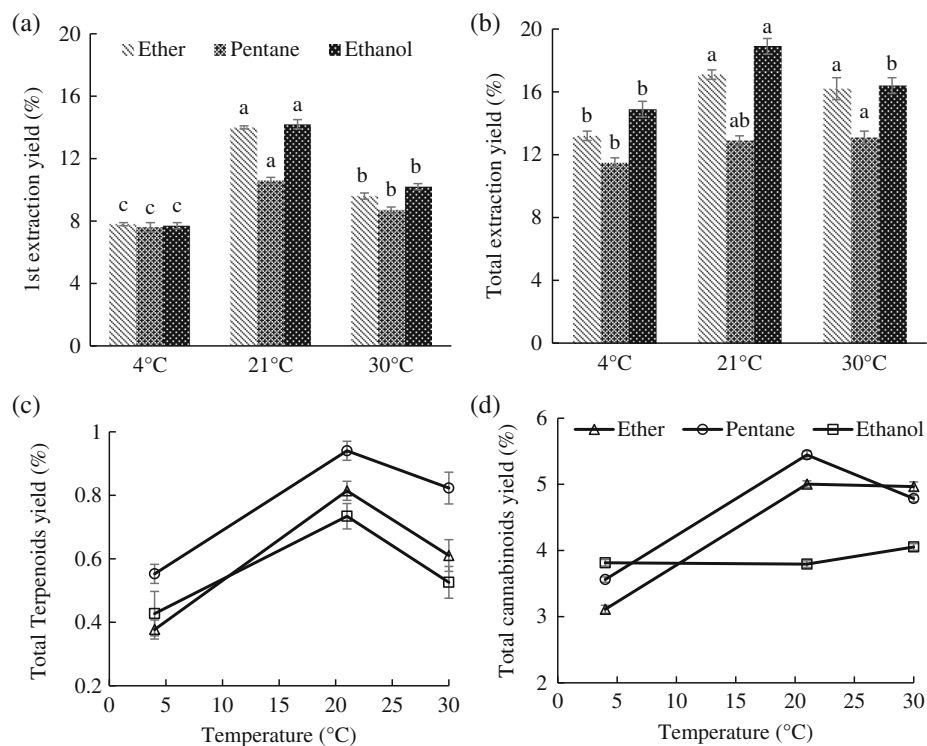 (a)
20
16
12
8
4
0
1st extraction yield (%)
Ether Pentane Ethanol
c c c
a a a
b b b
4°C 21°C 30°C
(b)
20
16
12
8
4
0
Total extraction yield (%)
b b b
a ab a
a a b
4°C 21°C 30°C
(c)
1
0.8
0.6
0.4
0.2
Total Terpenoids yield (%)
0 5 10 15 20 25 30
Temperature (°C)
(d)
6
5
4
3
2
Total cannabinoids yield (%)
Ether Pentane Ethanol
0 5 10 15 20 25 30
Temperature (°C)